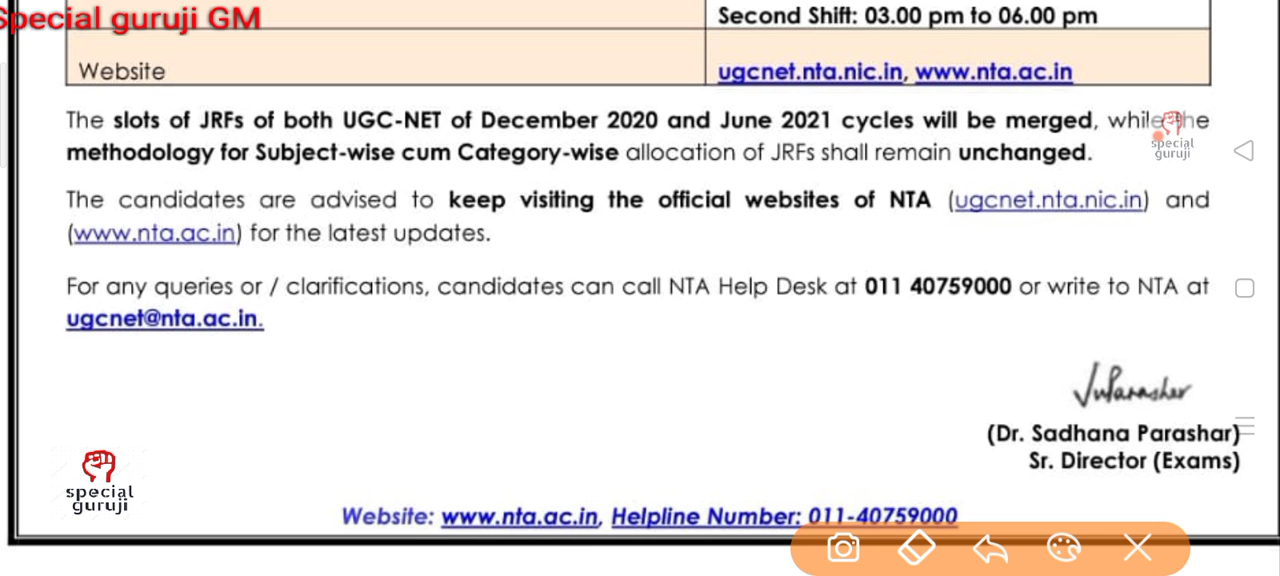 Special guruji GM
Second Shift: 03.00 pm to 06.00 pm
Website
ugcnet.nta.nic.in, www.nta.ac.in
The slots of JRFs of both UGC-NET of December 2020 and June 2021 cycles will be merged, while the
methodology for Subject-wise cum Category-wise allocation of JRFs shall remain unchanged.
special
guruji
The candidates are advised to keep visiting the official websites of NTA (ugcnet.nta.nic.in) and
(www.nta.ac.in) for the latest updates.
For any queries or / clarifications, candidates can call NTA Help Desk at 011 40759000 or write to NTA at
ugcnet@nta.ac.in.
(Dr. Sadhana Parashar)
Sr. Director (Exams)
special
guruji
Website: www.nta.ac.in, Helpline Number: 011-40759000